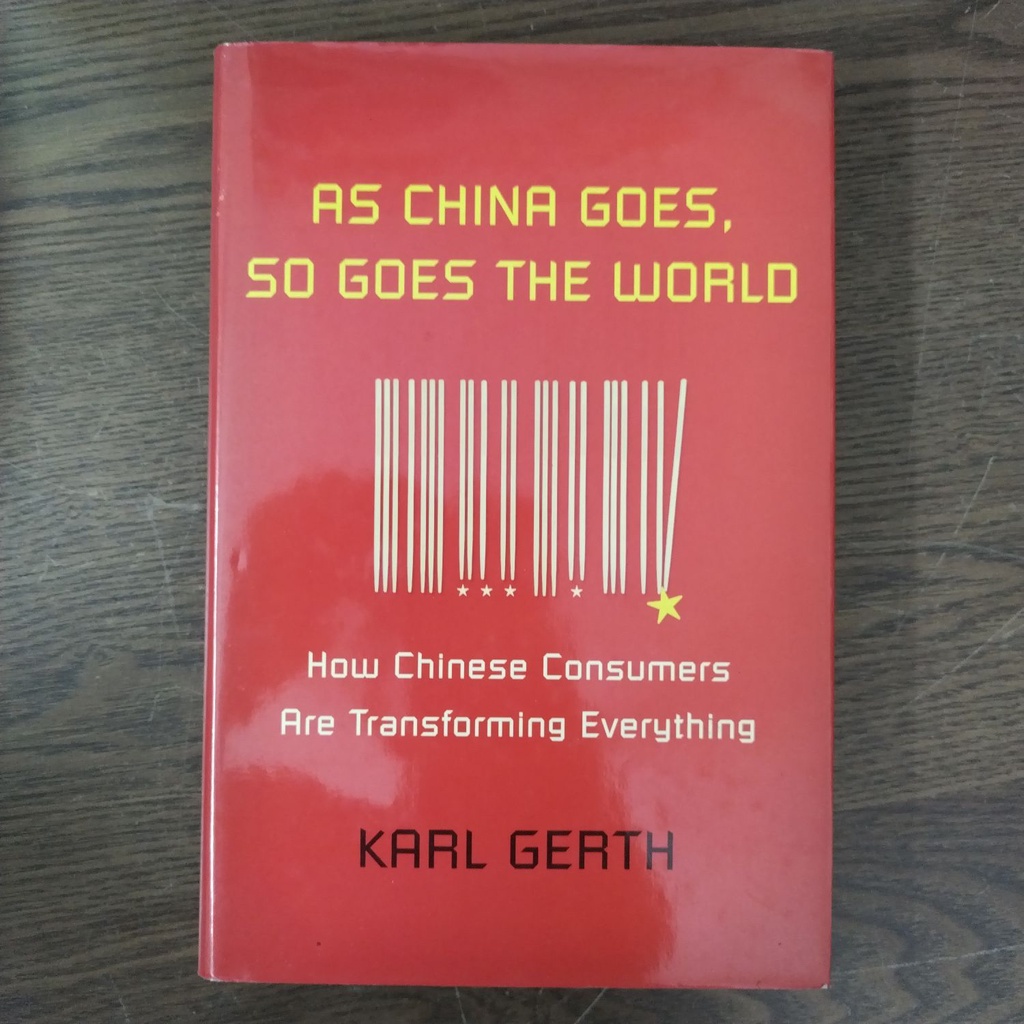 AS CHINA GOES,
SO GOES THE WORLD
How Chinese Consumers
Are Transforming Everything
KARL GERTH